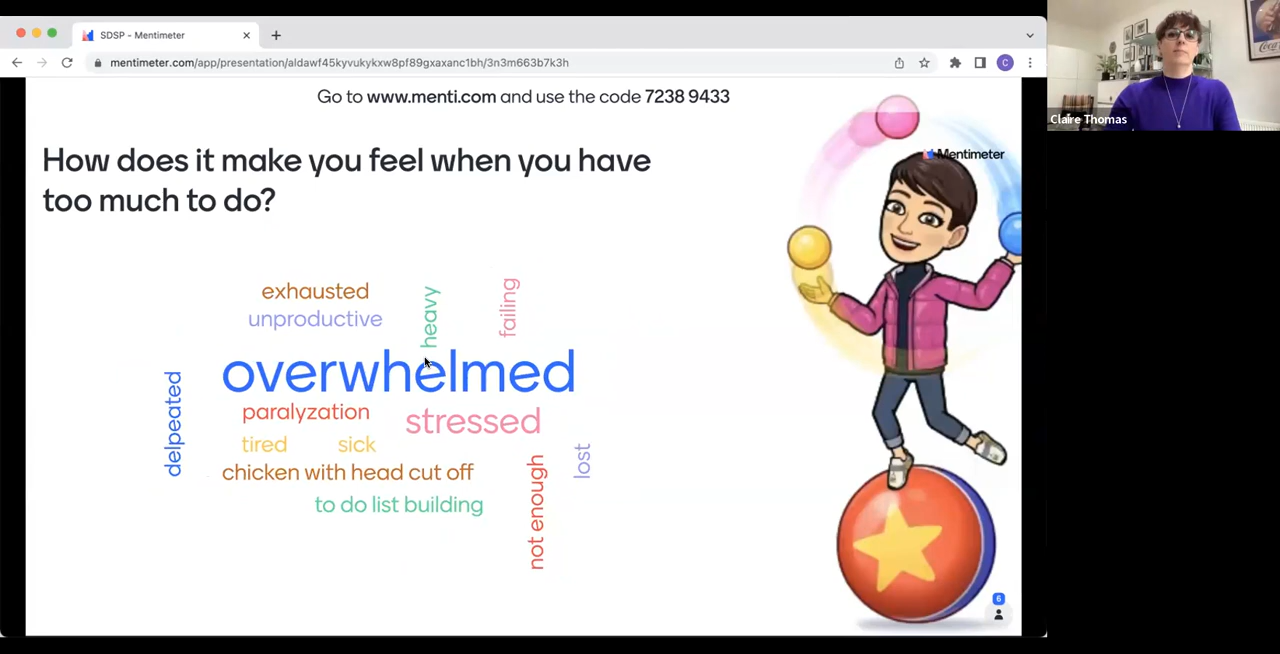 SDSP - Mentimeter
mentimeter.com/app/presentation/aldawf45kyvukykxw8pf89gxaxanc1bh/3n3m663b7k3h
C
Go to www.menti.com and use the code 7238 9433
Mentimeter
How does it make you feel when you have
too much to do?
exhausted
unproductive
heavy
failing
overwhelmed
delpeated
paralyzation
stressed
tired
sick
lost
chicken with head cut off
to do list building
not enough
6
Claire Thomas